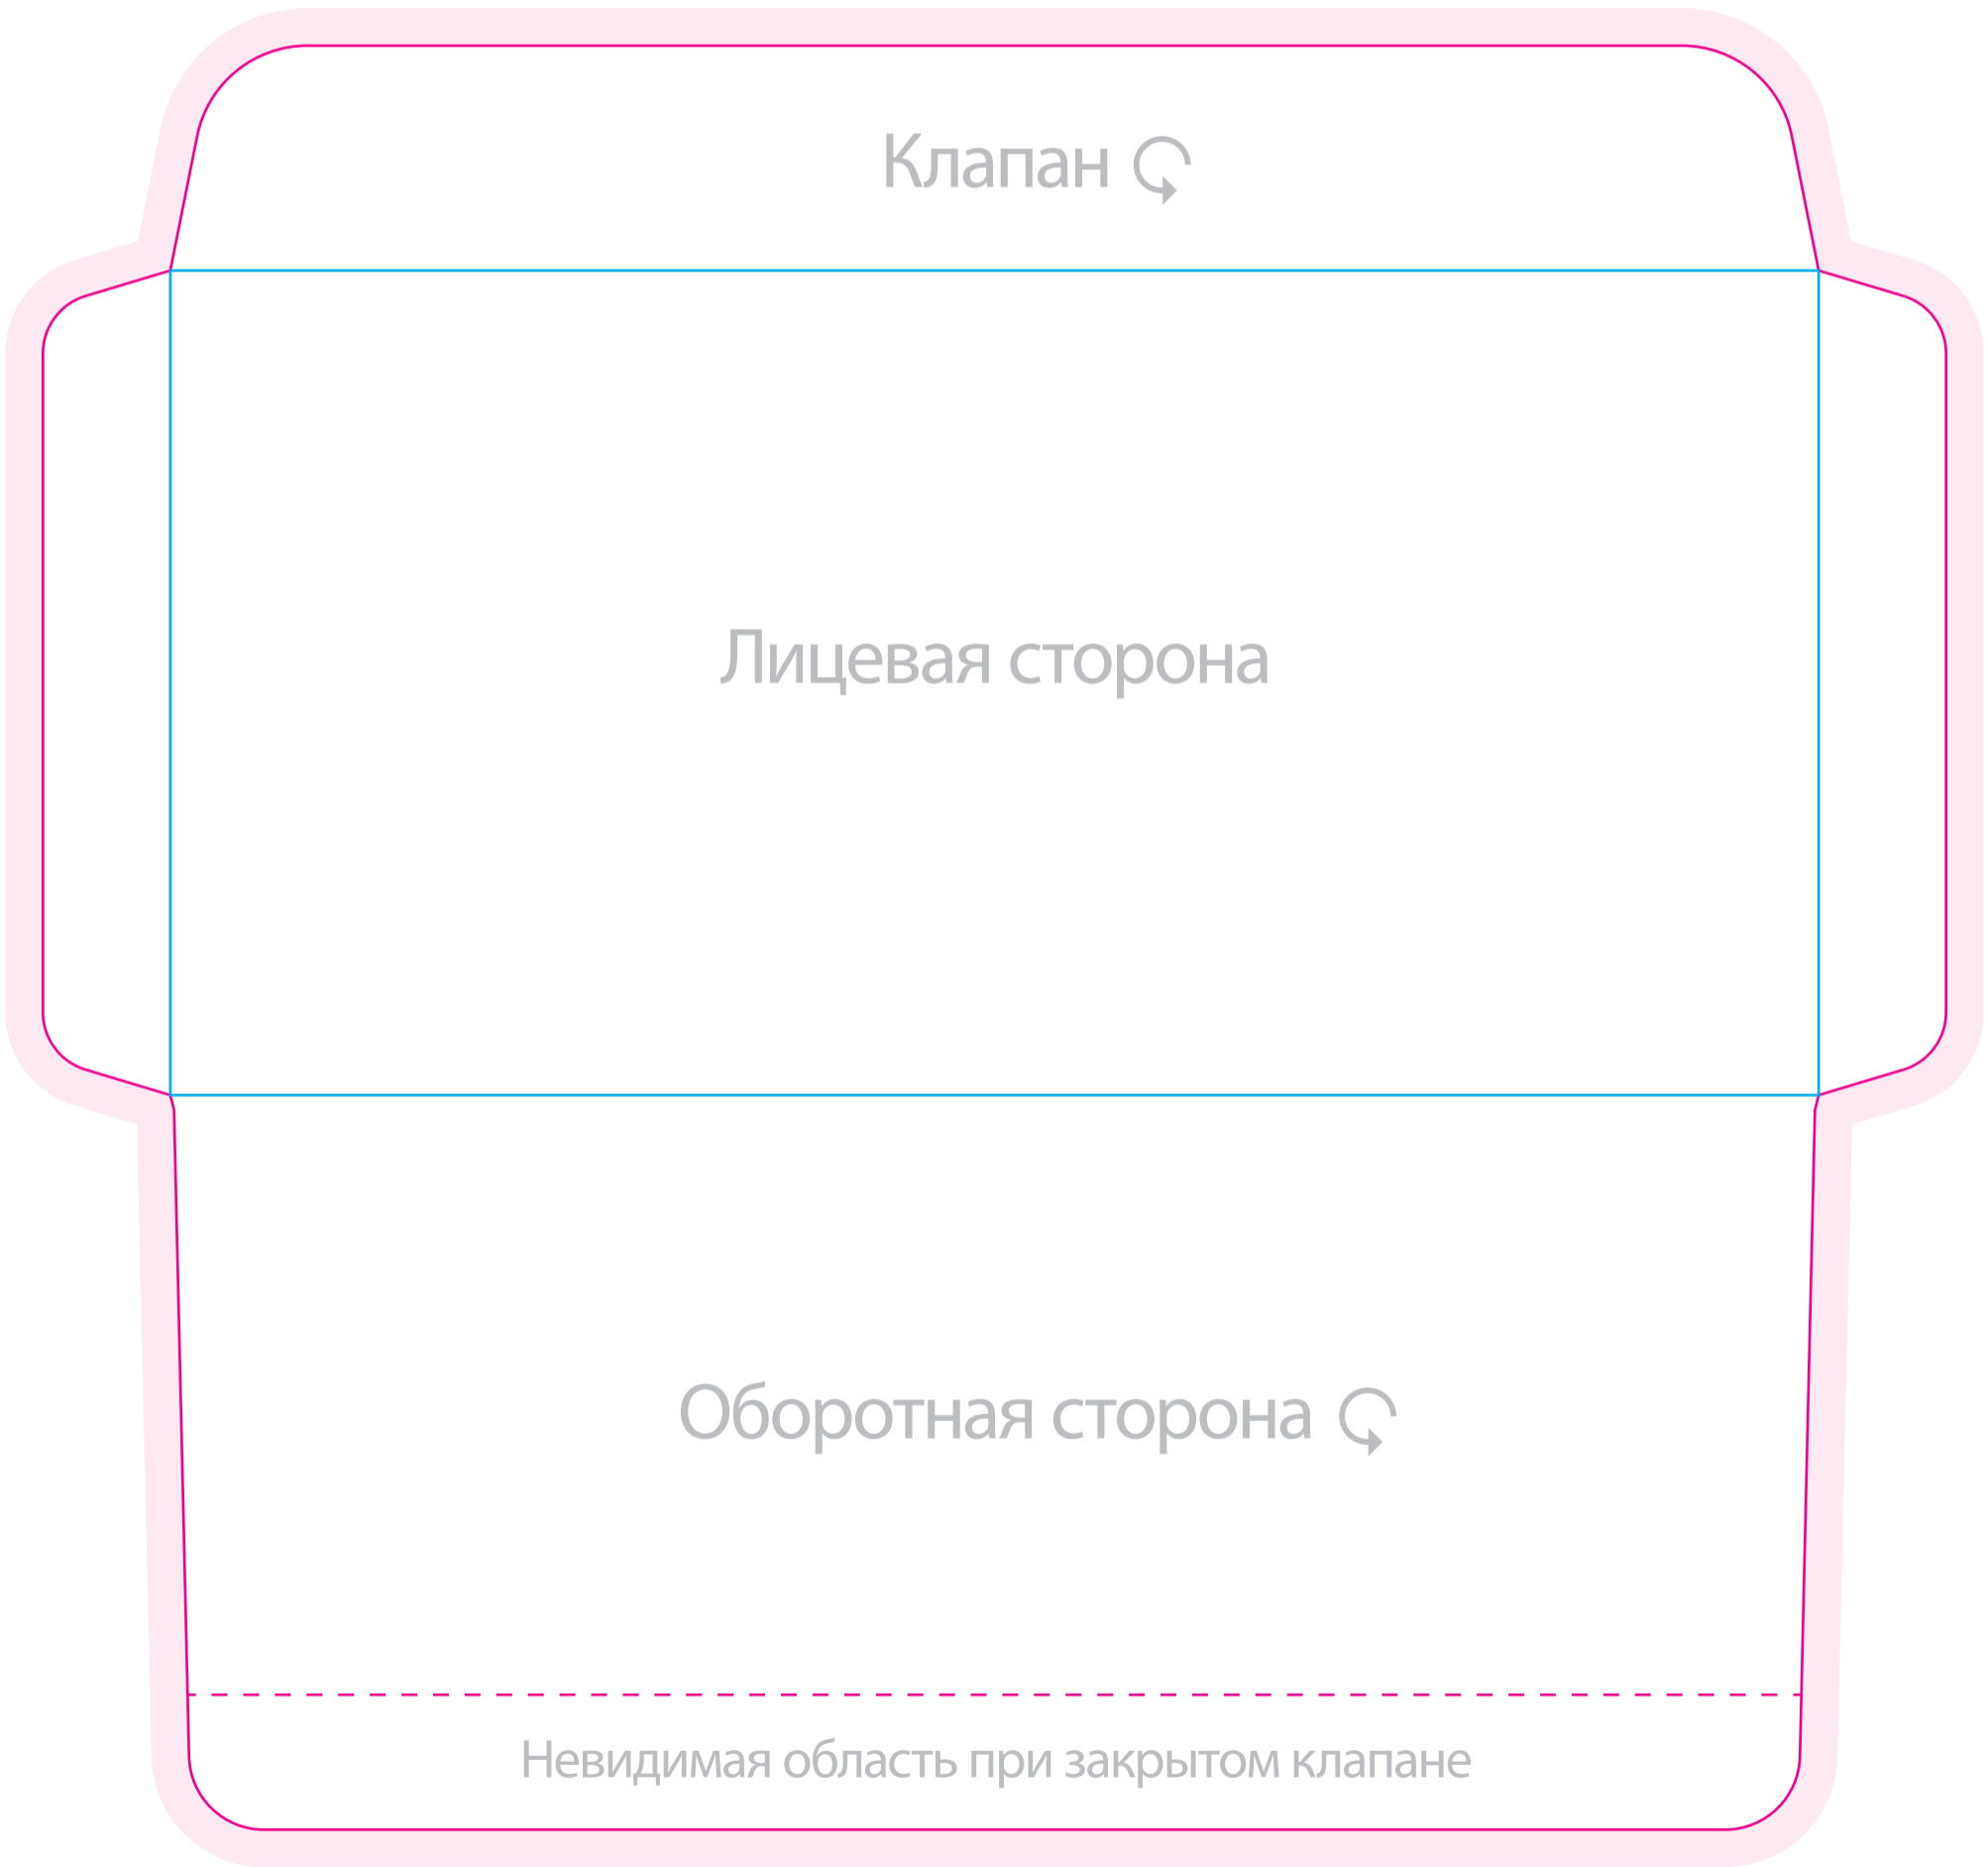 Клапан
Лицевая сторона
Оборотная сторона
Невидимая область при закрытом клапане